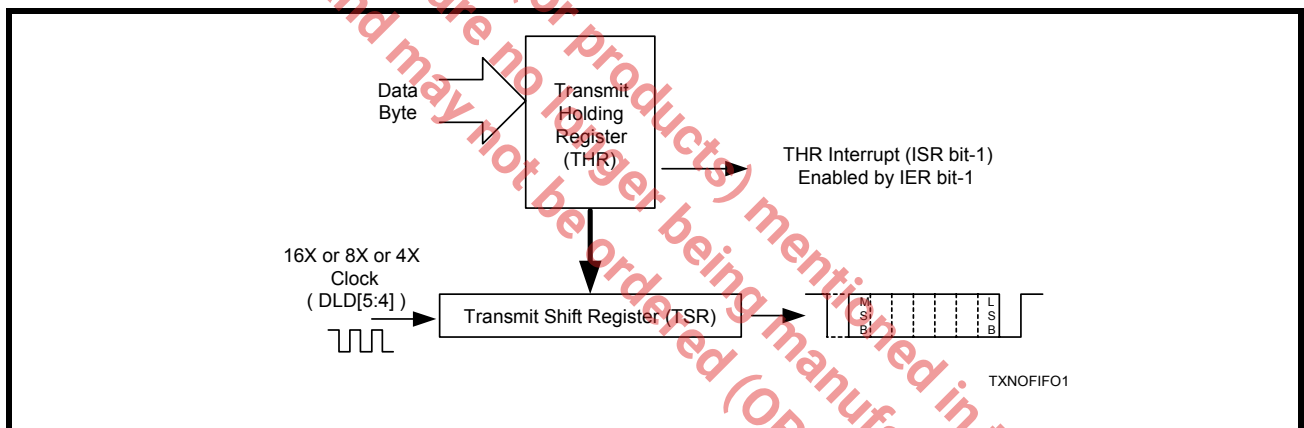 Data
Byte
Transmit
Holding
Register
(THR)
THR Interrupt (ISR bit-1)
Enabled by IER bit-1
16X or 8X or 4X
Clock
( DLD[5:4] )
Transmit Shift Register (TSR)
M
S
B
L
S
B
TXNOFIFO1
or products) mentioned in
are no longer being manuf
and may not be ordered (OB